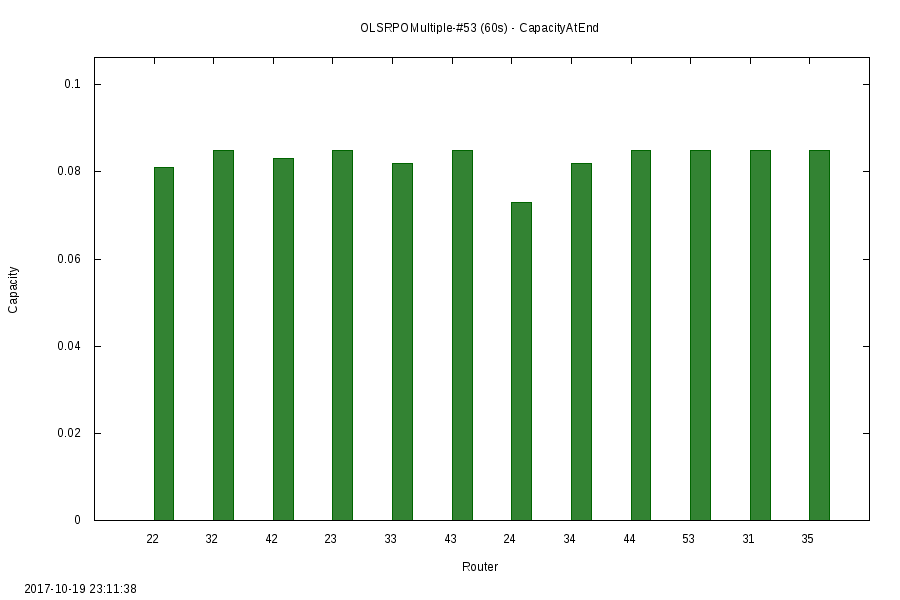 OLSRPOMultiple-#53 (60s) - CapacityAtEnd
0.1
0.08
0.06
0.04
0.02
0
Capacity
22 32 42 23 33 43 24 34 44 53 31 35
Router
2017-10-19 23:11:38